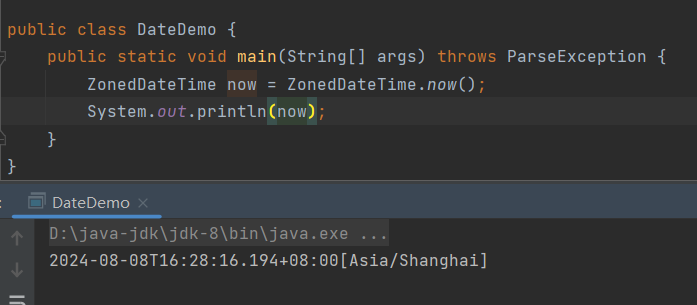 public class DateDemo {
public static void main(String[] args) throws ParseException {
ZonedDateTime now = ZonedDateTime.now();
System.out.println(now);
}
}
: DateDemo ×
D:\java-jdk\jdk-8\bin\java.exe ...
2024-08-08T16:28:16.194+08:00[Asia/Shanghai]